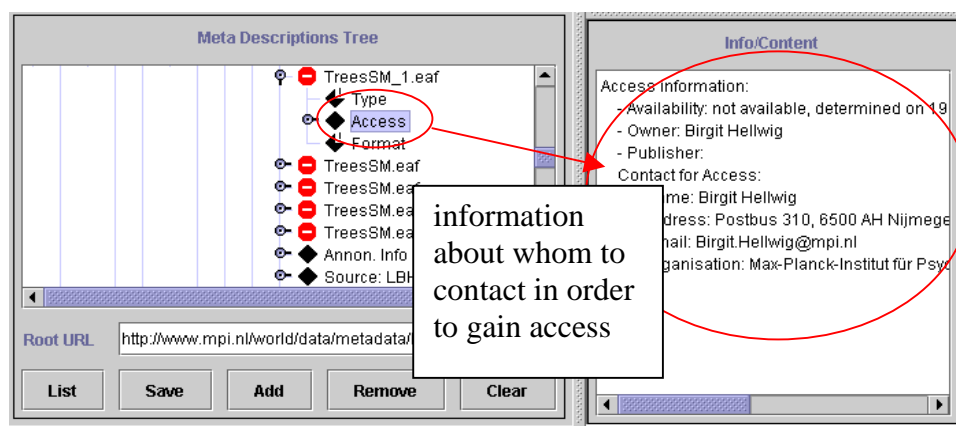 Meta Descriptions Tree
TreesSM_1.eaf
Type
Access
Format
TreesSM.eaf
TreesSM.eaf
TreesSM.ea
TreesSM.ea
Annon. Info
Source: LBH
Root URL http://www.mpi.nl/world/data/metadata/
List Save Add Remove Clear
information
about whom to
contact in order
to gain access
Info/Content
Access information:
- Availability: not available, determined on 19
- Owner: Birgit Hellwig
- Publisher:
Contact for Access:
me: Birgit Hellwig
dress: Postbus 310, 6500 AH Nijmege
ail: Birgit.Hellwig@mpi.nl
ganisation: Max-Planck-Institut für Psyc